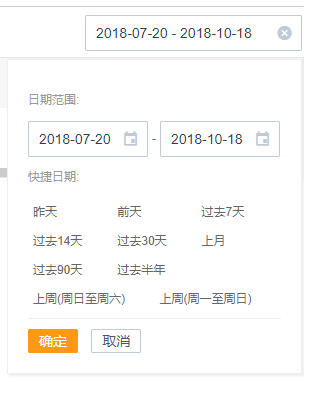 2018-07-20 - 2018-10-18
日期范围:
2018-07-20 - 2018-10-18
快捷日期:
昨天 前天 过去7天
过去14天 过去30天 上月
过去90天 过去半年
上周(周日至周六) 上周(周一至周日)
确定 取消